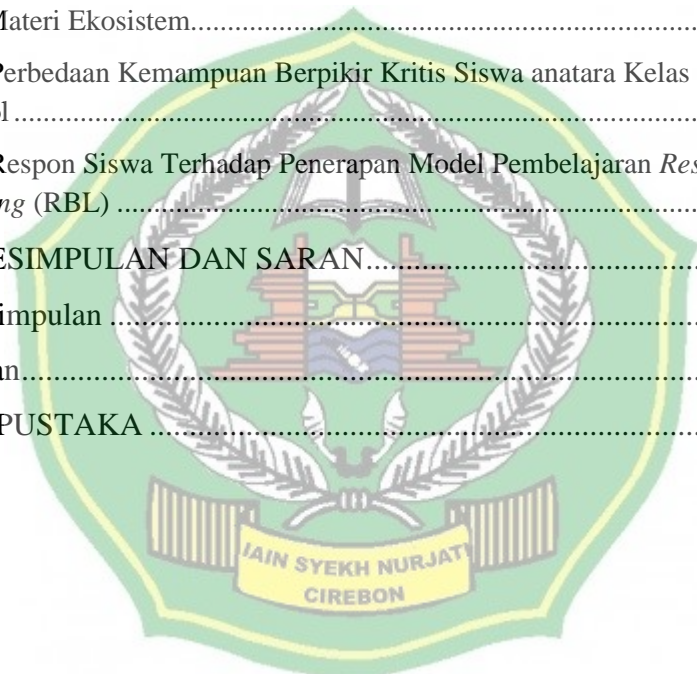 Materi Ekosistem....................................................................................
Perbedaan Kemampuan Berpikir Kritis Siswa anatara Kelas
l....................................................................................
Respon Siswa Terhadap Penerapan Model Pembelajaran Res
ng (RBL) ....................................................................................
ESIMPULAN DAN SARAN....................................................
impulan ....................................................................................
an....................................................................................
PUSTAKA ....................................................................................
IAIN SYEKH NURJATI
CIREBON